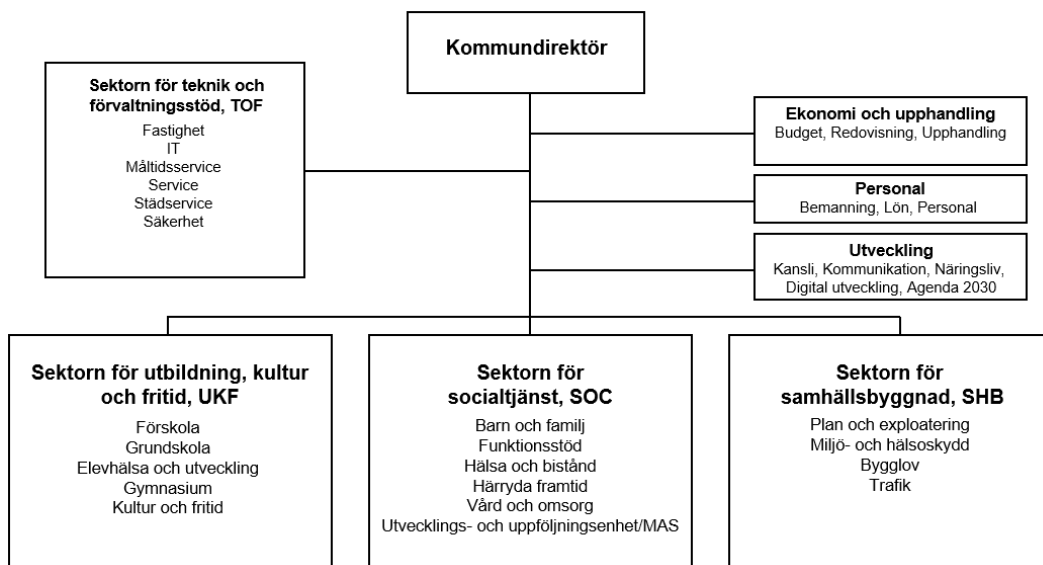 Kommundirektör
Sektorn för teknik och
förvaltningsstöd, TOF
Fastighet
IT
Måltidsservice
Service
Städservice
Säkerhet
Ekonomi och upphandling
Budget, Redovisning, Upphandling
Personal
Bemanning, Lön, Personal
Utveckling
Kansli, Kommunikation, Näringsliv,
Digital utveckling, Agenda 2030
Sektorn för utbildning, kultur
och fritid, UKF
Förskola
Grundskola
Elevhälsa och utveckling
Gymnasium
Kultur och fritid
Sektorn för
socialtjänst, SOC
Barn och familj
Funktionsstöd
Hälsa och bistånd
Härryda framtid
Vård och omsorg
Utvecklings- och uppföljningsenhet/MAS
Sektorn för
samhällsbyggnad, SHB
Plan och exploatering
Miljö- och hälsoskydd
Bygglov
Trafik